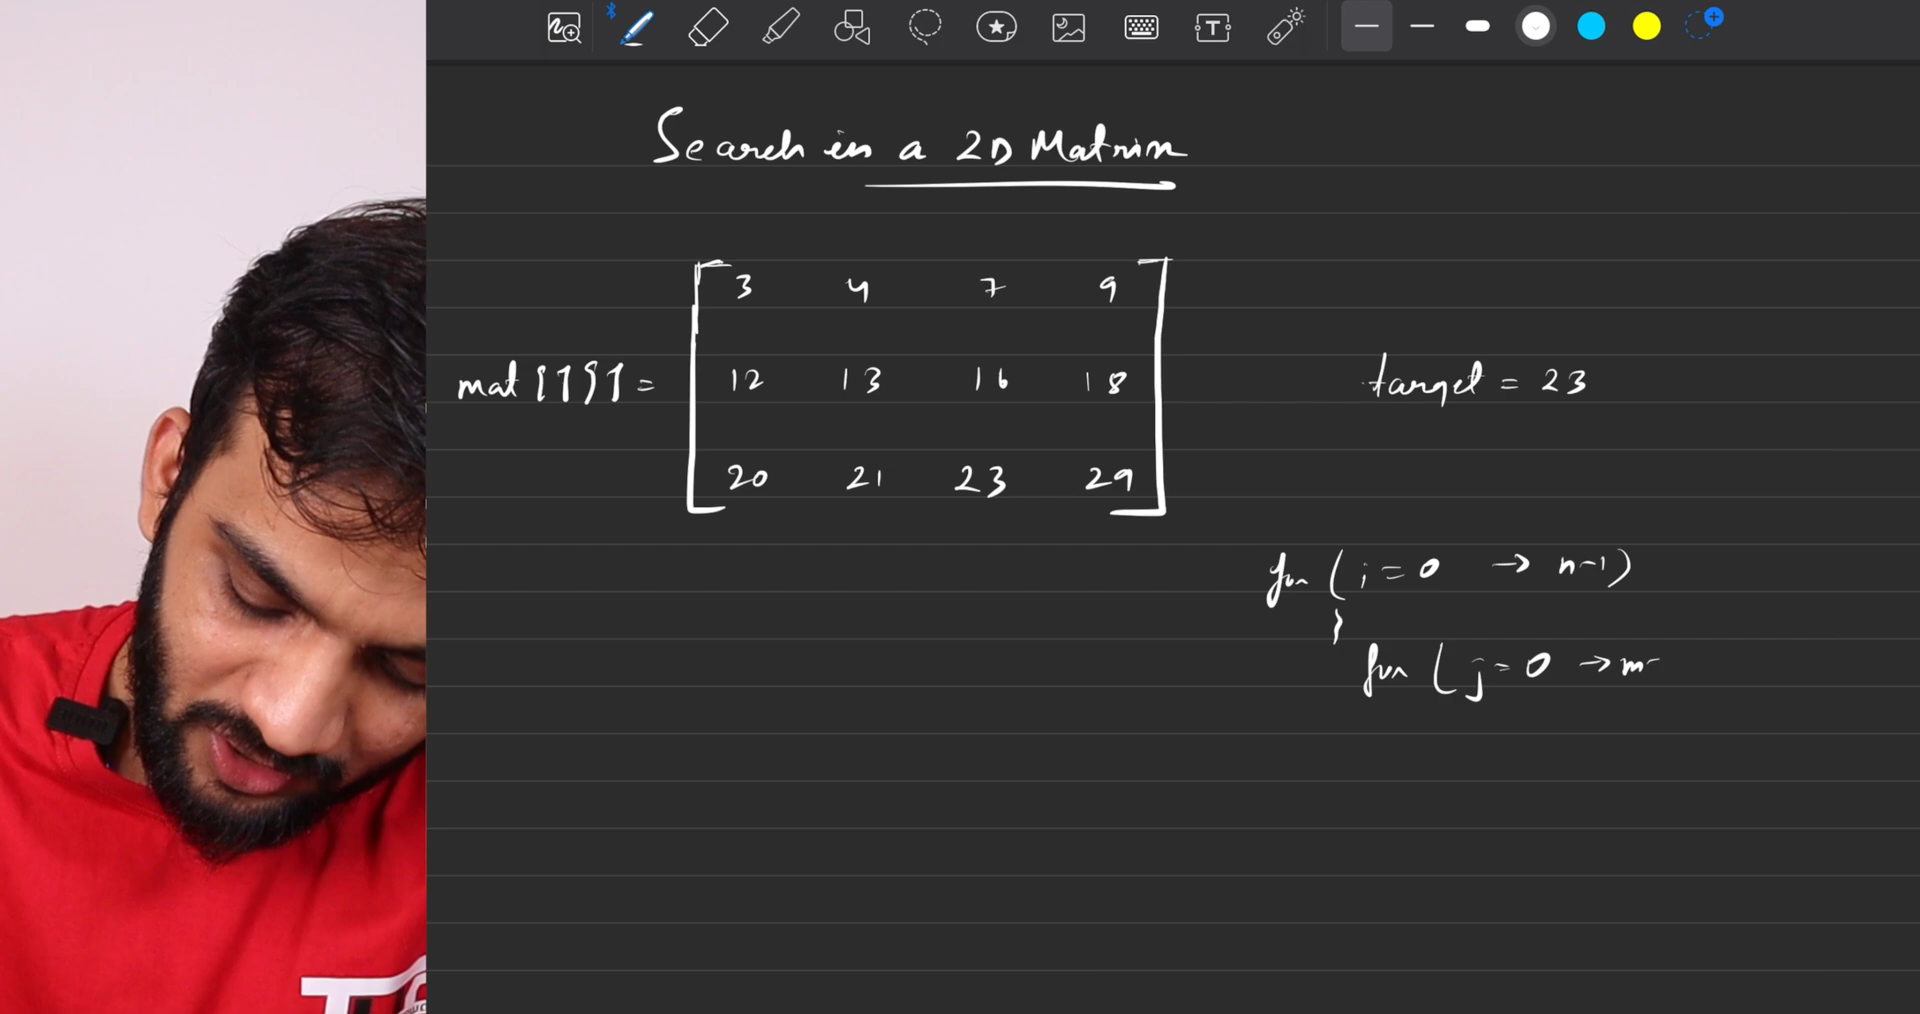 Search in a 2D Matrix
3 4 7 9
mat [ ] [ ] = 12 13 16 18 target = 23
20 21 23 29
for ( i = 0 → n-1 )
{
for ( j = 0 → m-